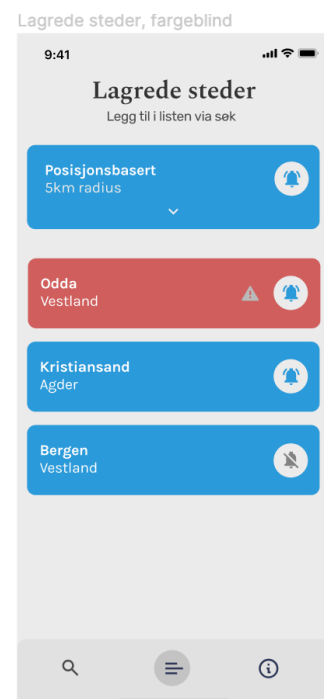 Lagrede steder, fargeblind
9:41
Lagrede steder
Legg til i listen via søk
Posisjonsbasert
5km radius
Odda
Vestland
Kristiansand
Agder
Bergen
Vestland